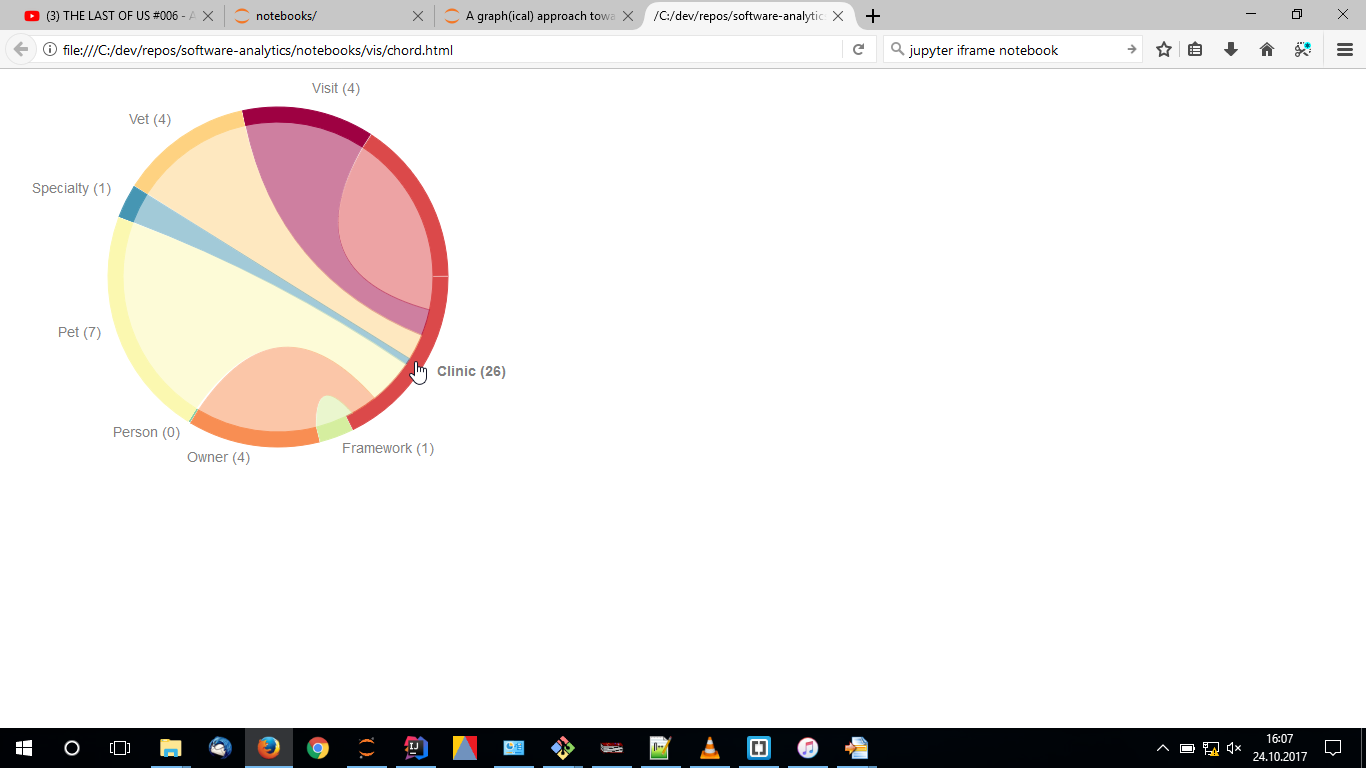 (3) THE LAST OF US #006 - A
notebooks/
A graph(ical) approach towa
/C:/dev/repos/software-analytic
file:///C:/dev/repos/software-analytics/notebooks/vis/chord.html
jupyter iframe notebook
Visit (4)
Vet (4)
Specialty (1)
Pet (7)
Clinic (26)
Person (0)
Framework (1)
Owner (4)
16:07
24.10.2017